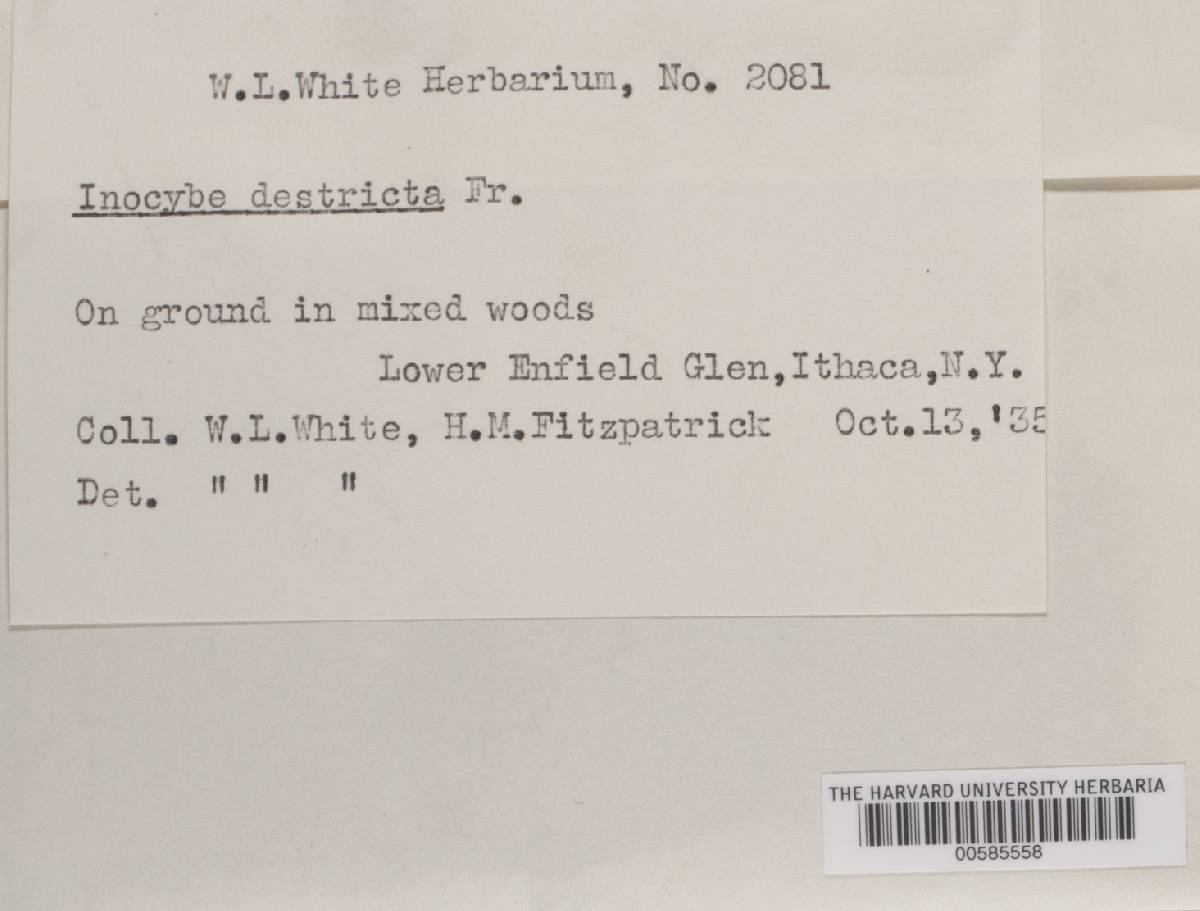 W.L.White Herbarium, No. 2081
Inocybe destricta Fr.
On ground in mixed woods
Lower Enfield Glen,Ithaca,N.Y.
Coll. W.L.White, H.M.Fitzpatrick Oct.13,'35
Det. " " "
THE HARVARD UNIVERSITY HERBARIA
00585558